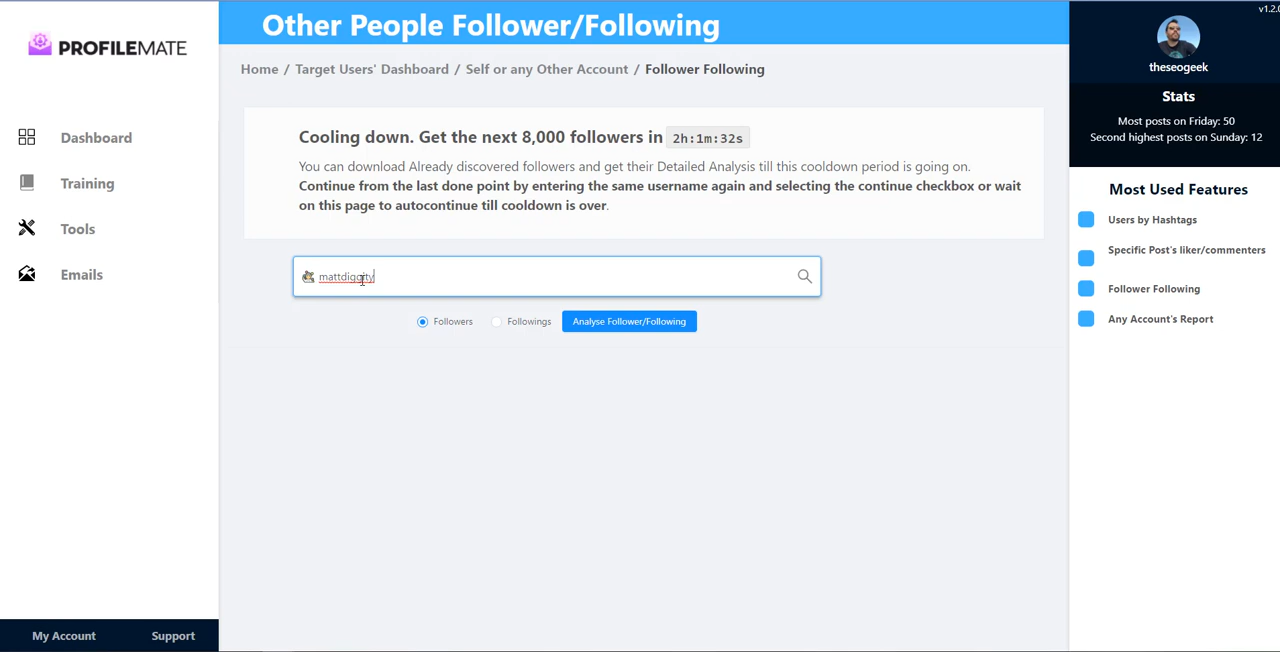 PROFILEMATE
Dashboard
Training
Tools
Emails
My Account
Support
Other People Follower/Following
Home / Target Users' Dashboard / Self or any Other Account / Follower Following
Cooling down. Get the next 8,000 followers in 2h:1m:32s
You can download Already discovered followers and get their Detailed Analysis till this cooldown period is going on.
Continue from the last done point by entering the same username again and selecting the continue checkbox or wait
on this page to autocontinue till cooldown is over.
mattdiggity
Followers
Followings
Analyse Follower/Following
v1.2.0
theseogeek
Stats
Most posts on Friday: 50
Second highest posts on Sunday: 12
Most Used Features
Users by Hashtags
Specific Post's liker/commenters
Follower Following
Any Account's Report